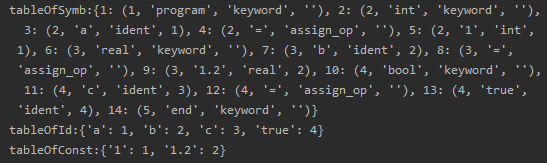 tableOfSymb:{1: (1, 'program', 'keyword', ''), 2: (2, 'int', 'keyword', ''),
3: (2, 'a', 'ident', 1), 4: (2, '=', 'assign_op', ''), 5: (2, '1', 'int',
1), 6: (3, 'real', 'keyword', ''), 7: (3, 'b', 'ident', 2), 8: (3, '=',
'assign_op', ''), 9: (3, '1.2', 'real', 2), 10: (4, 'bool', 'keyword', ''),
11: (4, 'c', 'ident', 3), 12: (4, '=', 'assign_op', ''), 13: (4, 'true',
'ident', 4), 14: (5, 'end', 'keyword', '')}
tableOfId:{'a': 1, 'b': 2, 'c': 3, 'true': 4}
tableOfConst:{'1': 1, '1.2': 2}